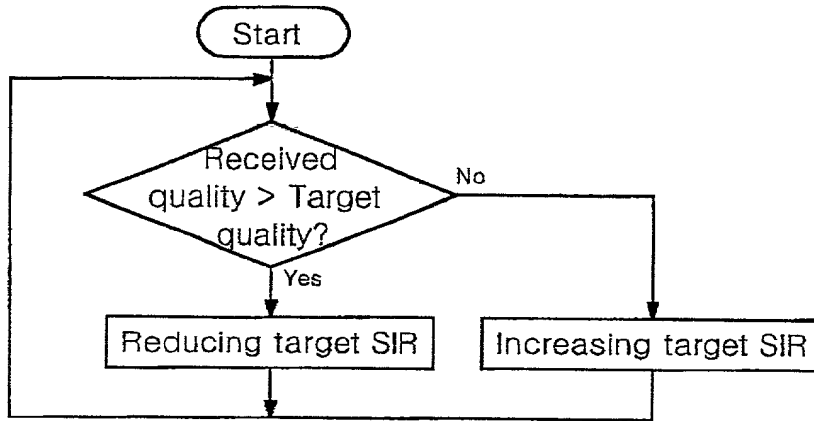 Start
Received
quality > Target
quality?
No
Yes
Reducing target SIR
Increasing target SIR